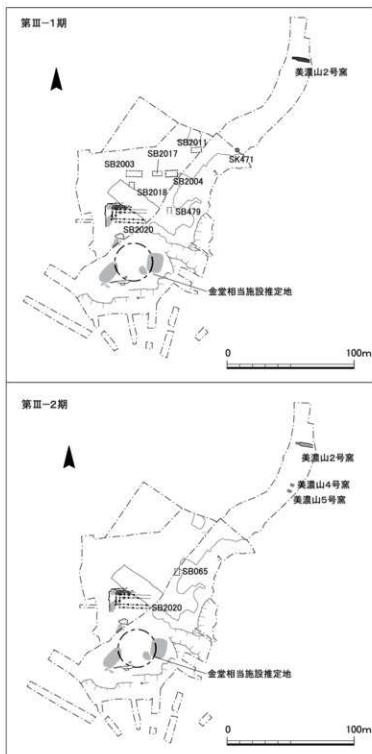 第Ⅲ-1期
美濃山2号窯
SB2011
SK471
SB2017
SB2003
SB2004
SB2018
SB479
SB2020
金堂相当施設推定地
0 100m
第Ⅲ-2期
美濃山2号窯
美濃山4号窯
美濃山5号窯
SB065
SB2020
金堂相当施設推定地
0 100m